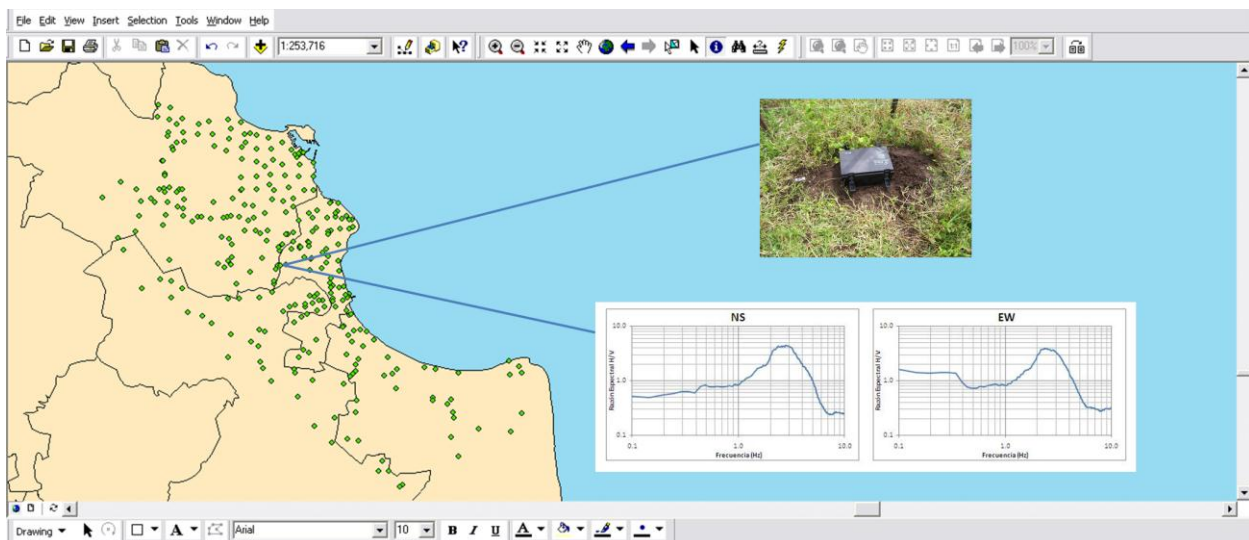 File Edit View Insert Selection Tools Window Help
1:253,716
1:1
100%
NS
10.0
1.0
0.1
Razón Espectral H/V
0.1 1.0 10.0
Frecuencia (Hz)
EW
10.0
1.0
0.1
Razón Espectral H/V
0.1 1.0 10.0
Frecuencia (Hz)
Drawing A Arial 10 B I U A